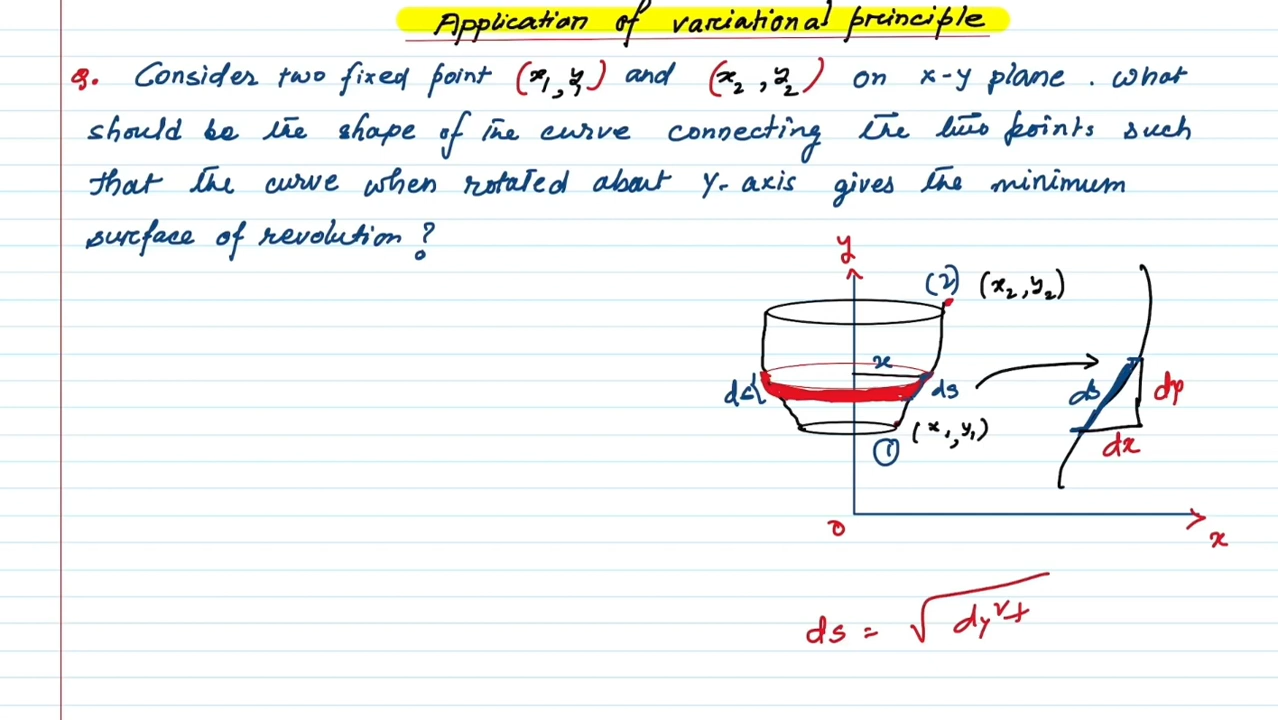 Application of variational principle
Q. Consider two fixed point (x₁, y₁) and (x₂, y₂) on x-y plane. What
should be the shape of the curve connecting the two points such
that the curve when rotated about Y-axis gives the minimum
surface of revolution?
y
(2) (x₂, y₂)
x
ds
ds
ds
dy
(x₁, y₁)
dx
①
0
x
ds = √dy²+